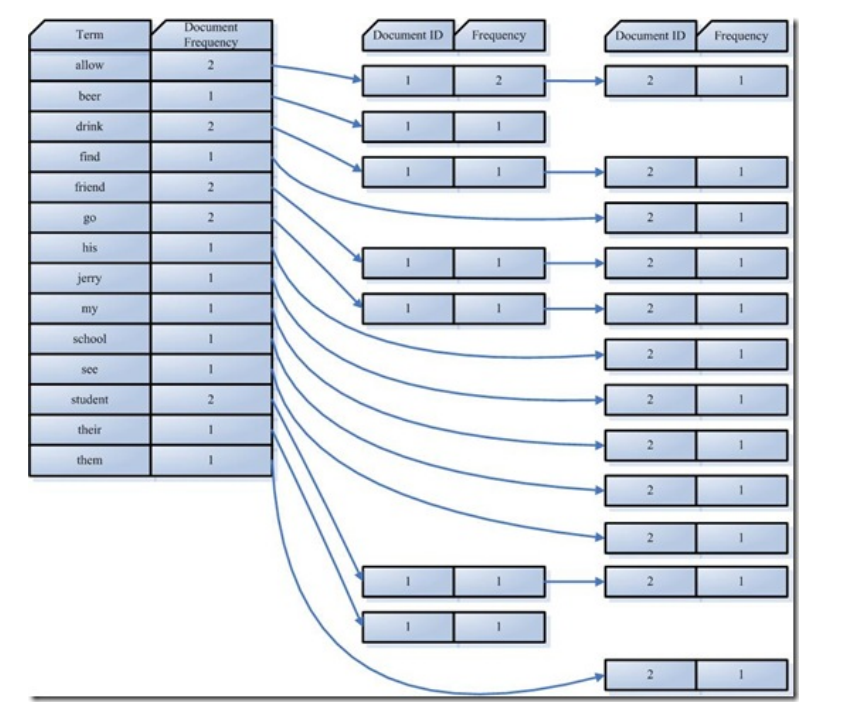 Term Document Frequency Document ID Frequency Document ID Frequency
allow 2 1 2 2 1
beer 1 1 1
drink 2 1 1 2 1
find 1 2 1
friend 2 1 1 2 1
go 2 1 1 2 1
his 1 2 1
jerry 1 2 1
my 1 2 1
school 1 2 1
see 1 2 1
student 2 1 1 2 1
their 1 1 1
them 1 2 1